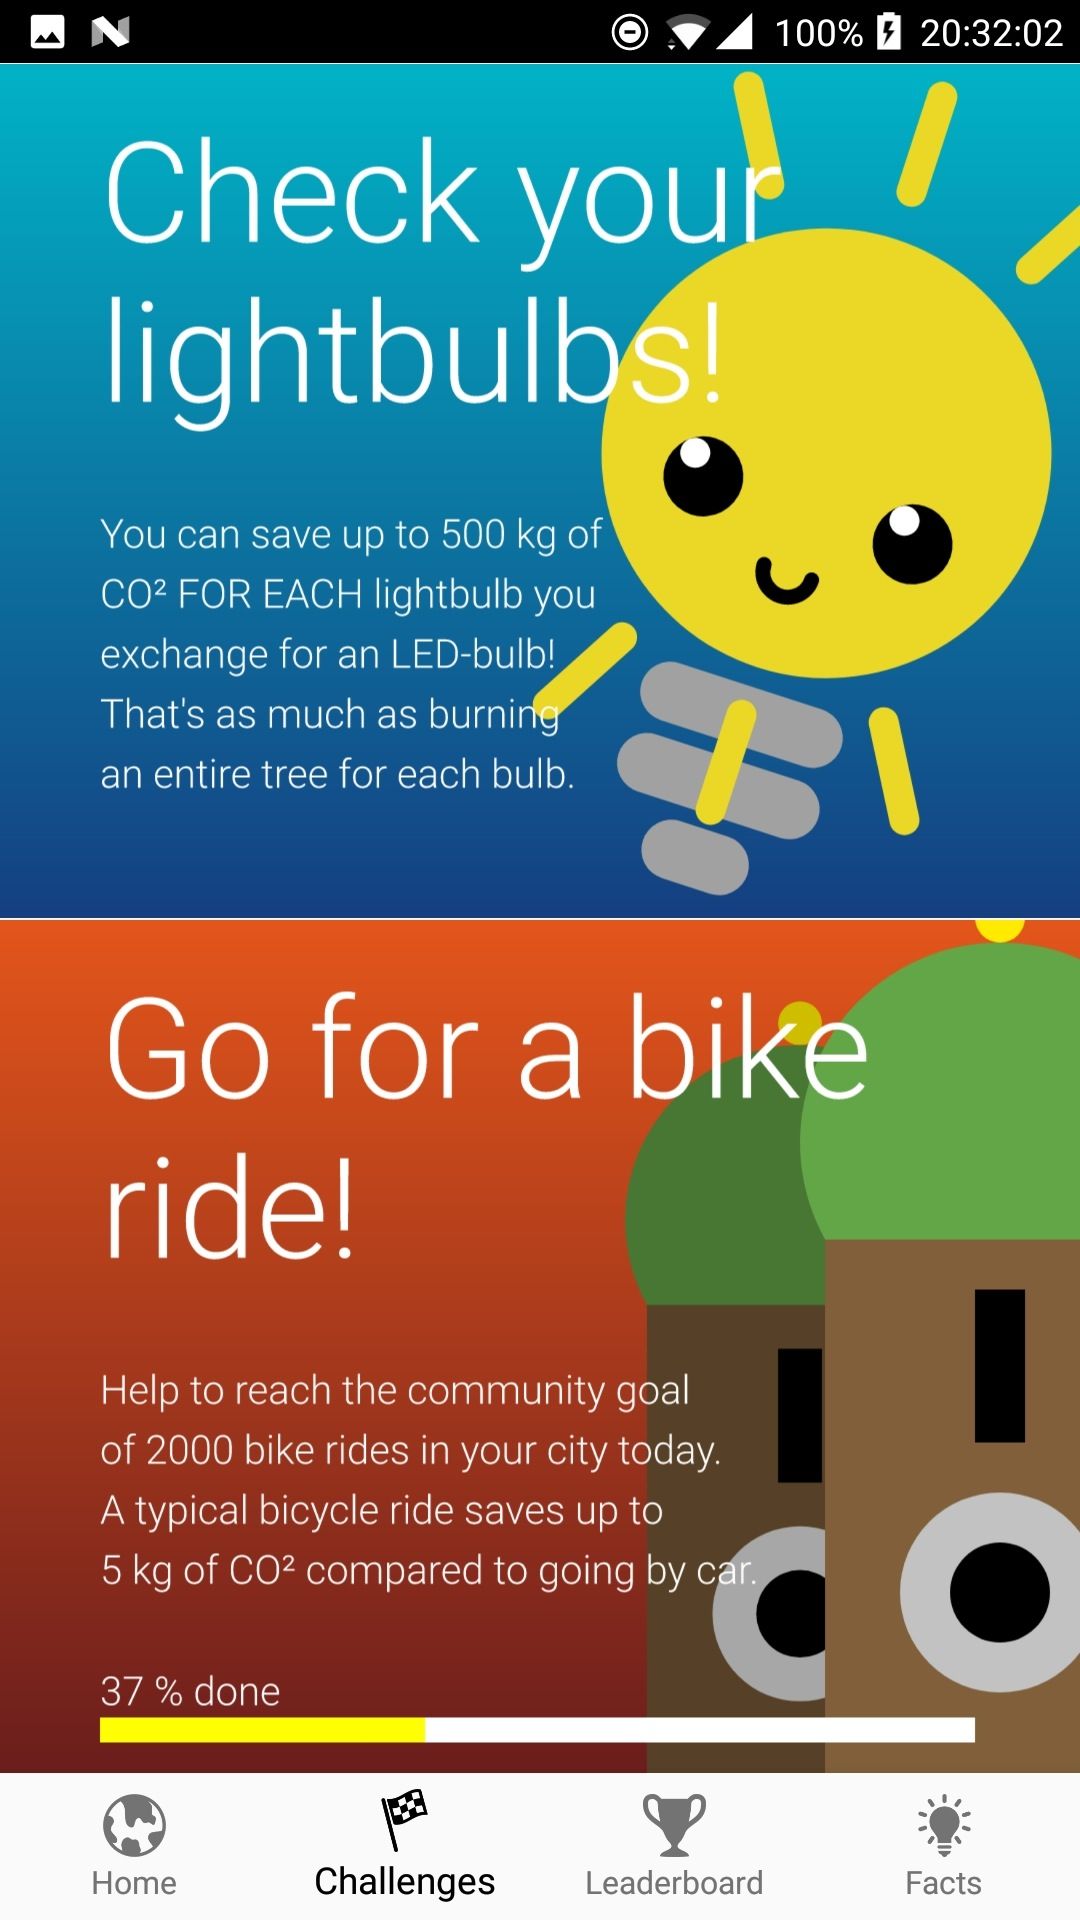 100% 20:32:02
Check your
lightbulbs!
You can save up to 500 kg of
CO² FOR EACH lightbulb you
exchange for an LED-bulb!
That's as much as burning
an entire tree for each bulb.
Go for a bike
ride!
Help to reach the community goal
of 2000 bike rides in your city today.
A typical bicycle ride saves up to
5 kg of CO² compared to going by car.
37 % done
Home Challenges Leaderboard Facts